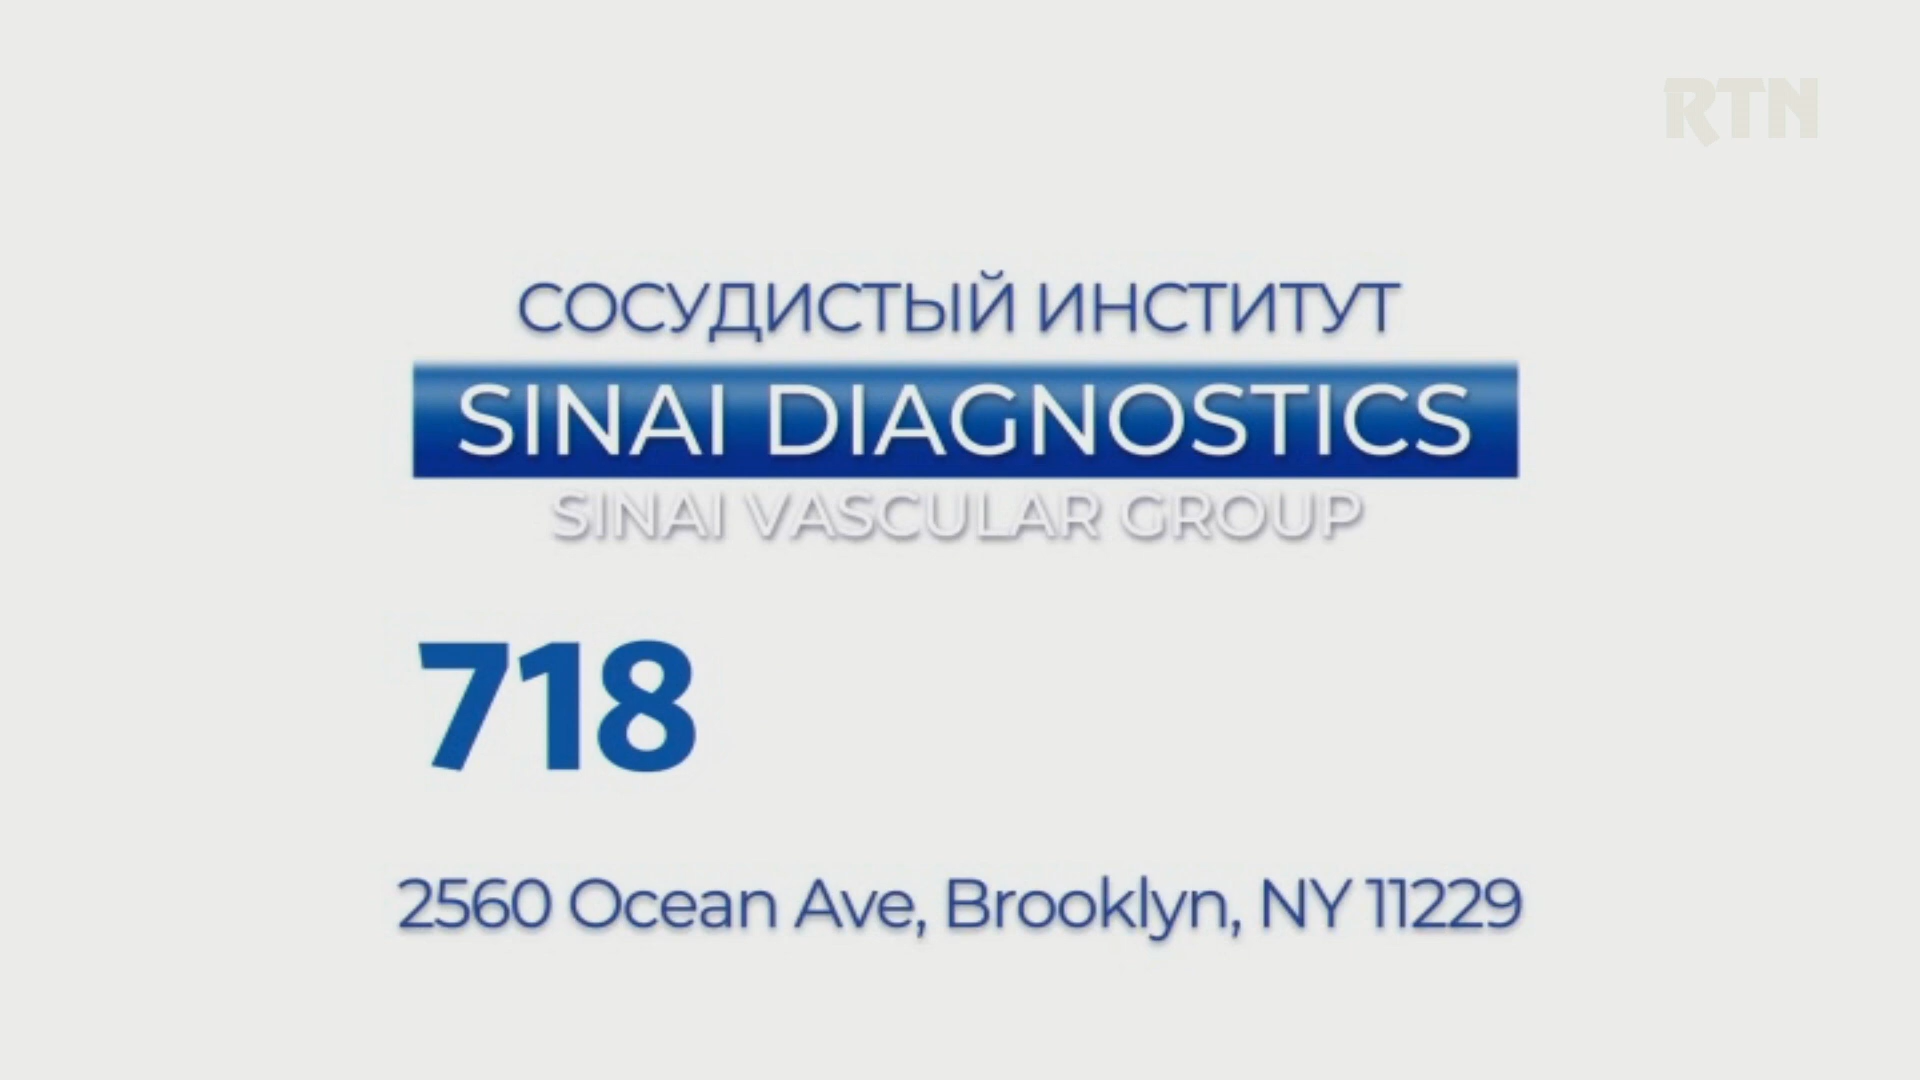 RTN
СОСУДИСТЫЙ ИНСТИТУТ
SINAI DIAGNOSTICS
SINAI VASCULAR GROUP
718
2560 Ocean Ave, Brooklyn, NY 11229